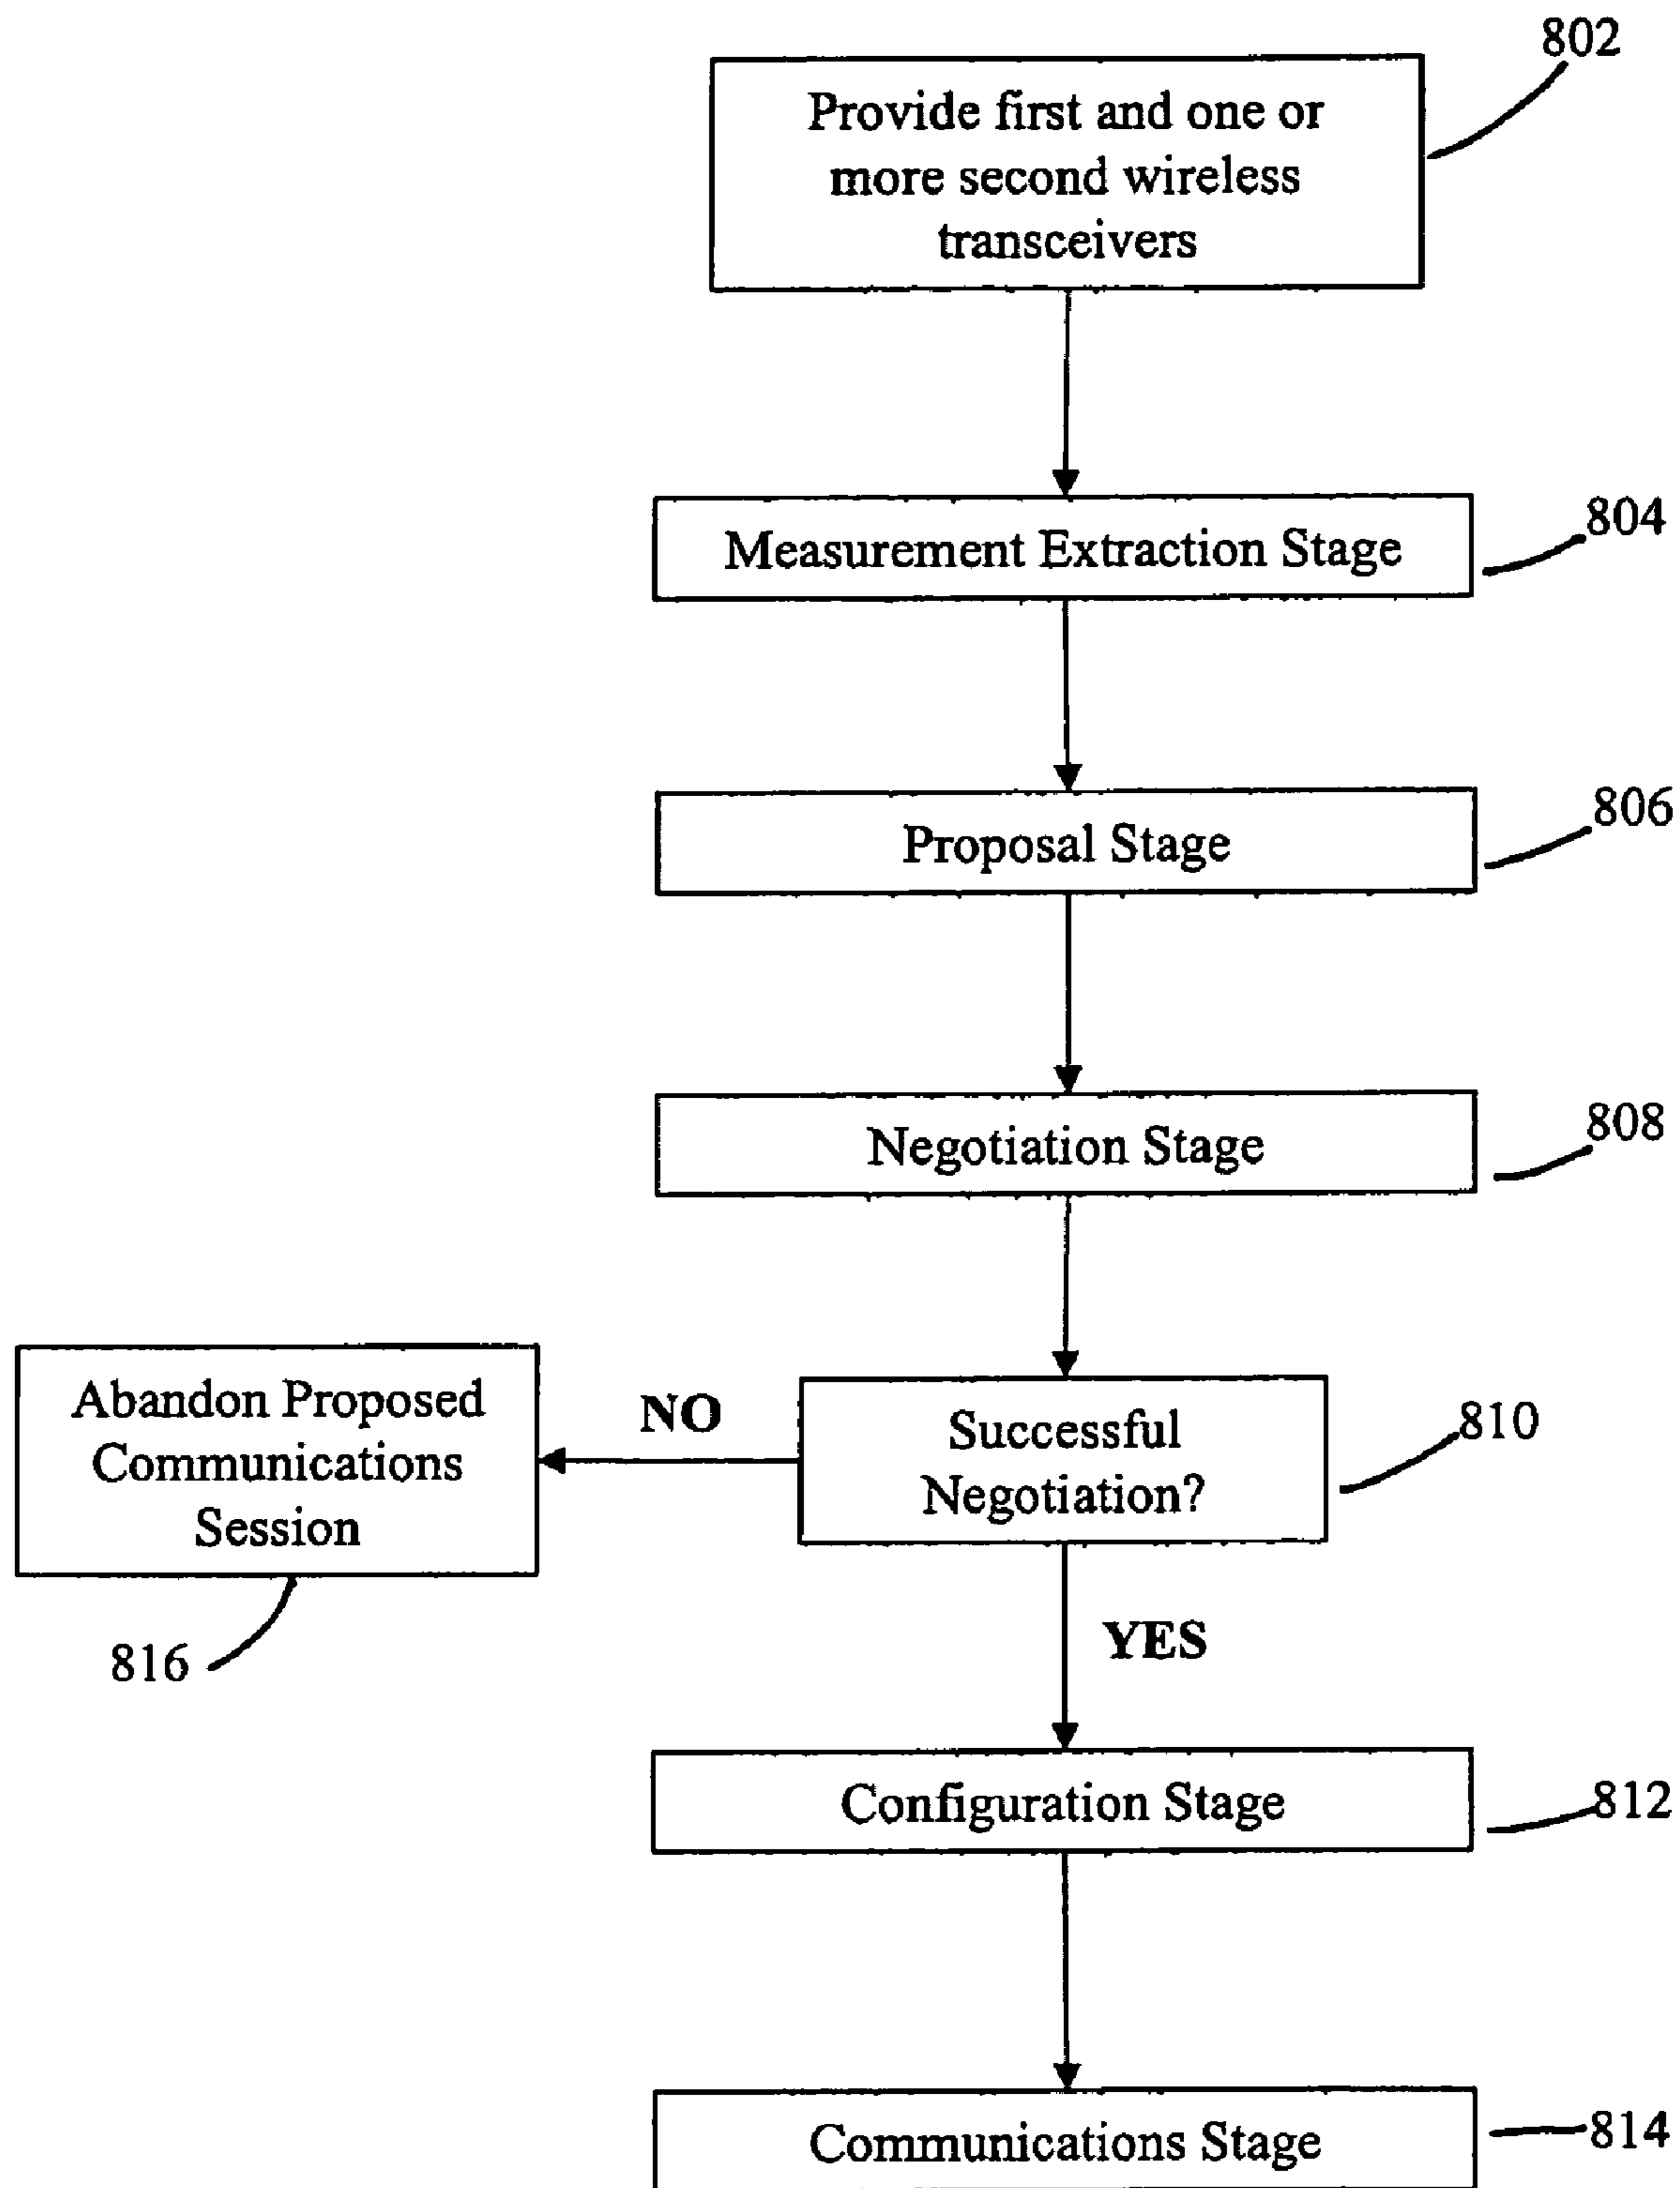 802
Provide first and one or
more second wireless
transceivers
804
Measurement Extraction Stage
806
Proposal Stage
808
Negotiation Stage
Abandon Proposed
Communications
Session
NO
Successful
Negotiation?
810
816
YES
Configuration Stage
812
Communications Stage
814